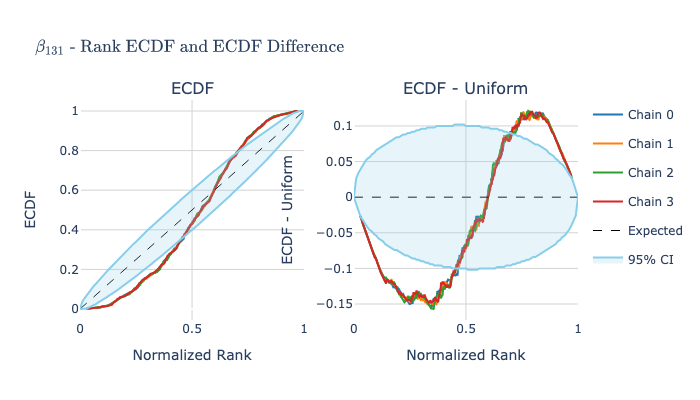 β₁₃₁ - Rank ECDF and ECDF Difference
ECDF
ECDF - Uniform
ECDF
1
0.8
0.6
0.4
0.2
0
0
0.5
1
Normalized Rank
ECDF - Uniform
0.1
0.05
0
−0.05
−0.1
−0.15
0
0.5
1
Normalized Rank
Chain 0
Chain 1
Chain 2
Chain 3
Expected
95% CI